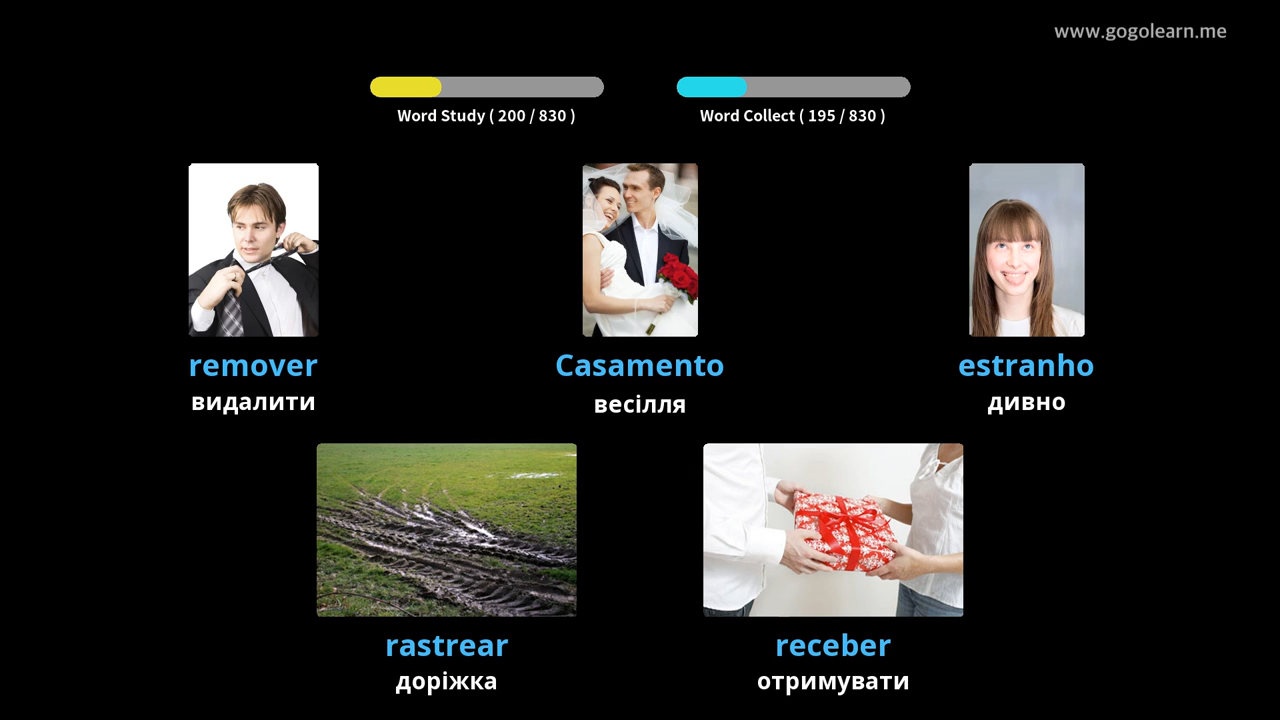 www.gogolearn.me
Word Study ( 200 / 830 )
Word Collect ( 195 / 830 )
remover
видалити
Casamento
весілля
estranho
дивно
rastrear
доріжка
receber
отримувати